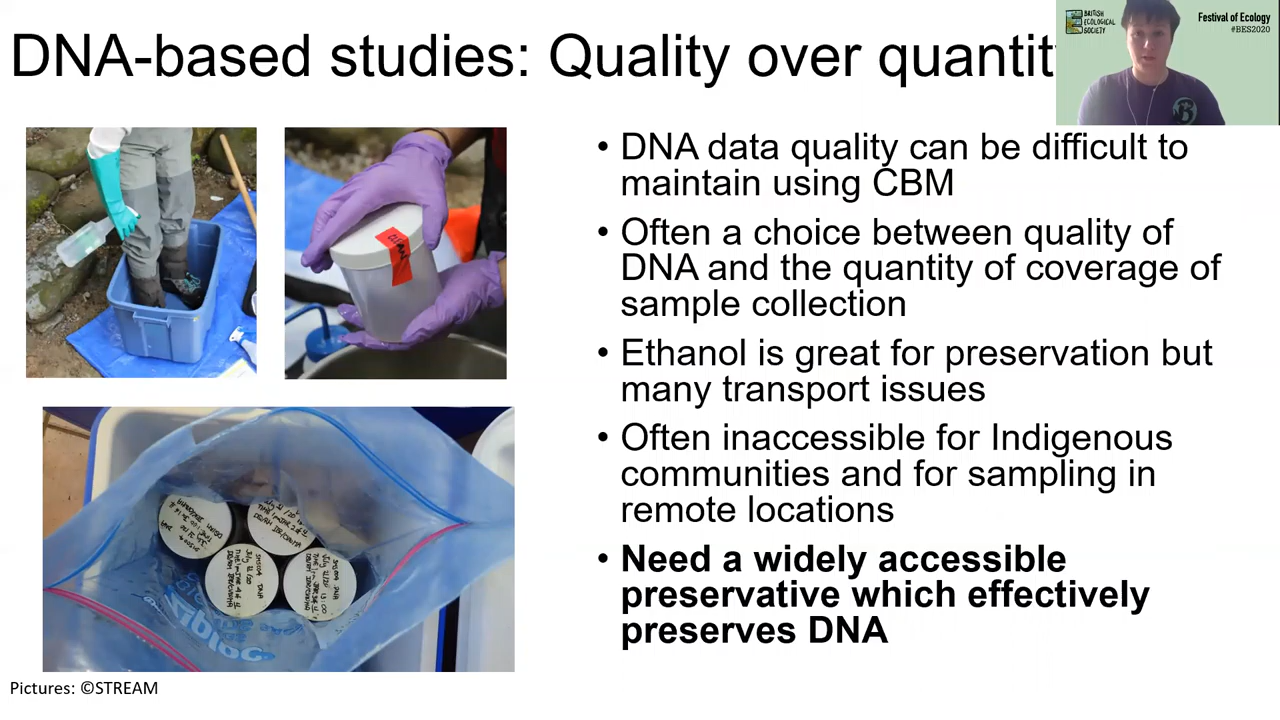 DNA-based studies: Quality over quantit
BRITISH
ECOLOGICAL
SOCIETY
Festival of Ecology
#BES2020
• DNA data quality can be difficult to
maintain using CBM
• Often a choice between quality of
DNA and the quantity of coverage of
sample collection
• Ethanol is great for preservation but
many transport issues
• Often inaccessible for Indigenous
communities and for sampling in
remote locations
• Need a widely accessible
preservative which effectively
preserves DNA
Ziploc
Pictures: ©STREAM